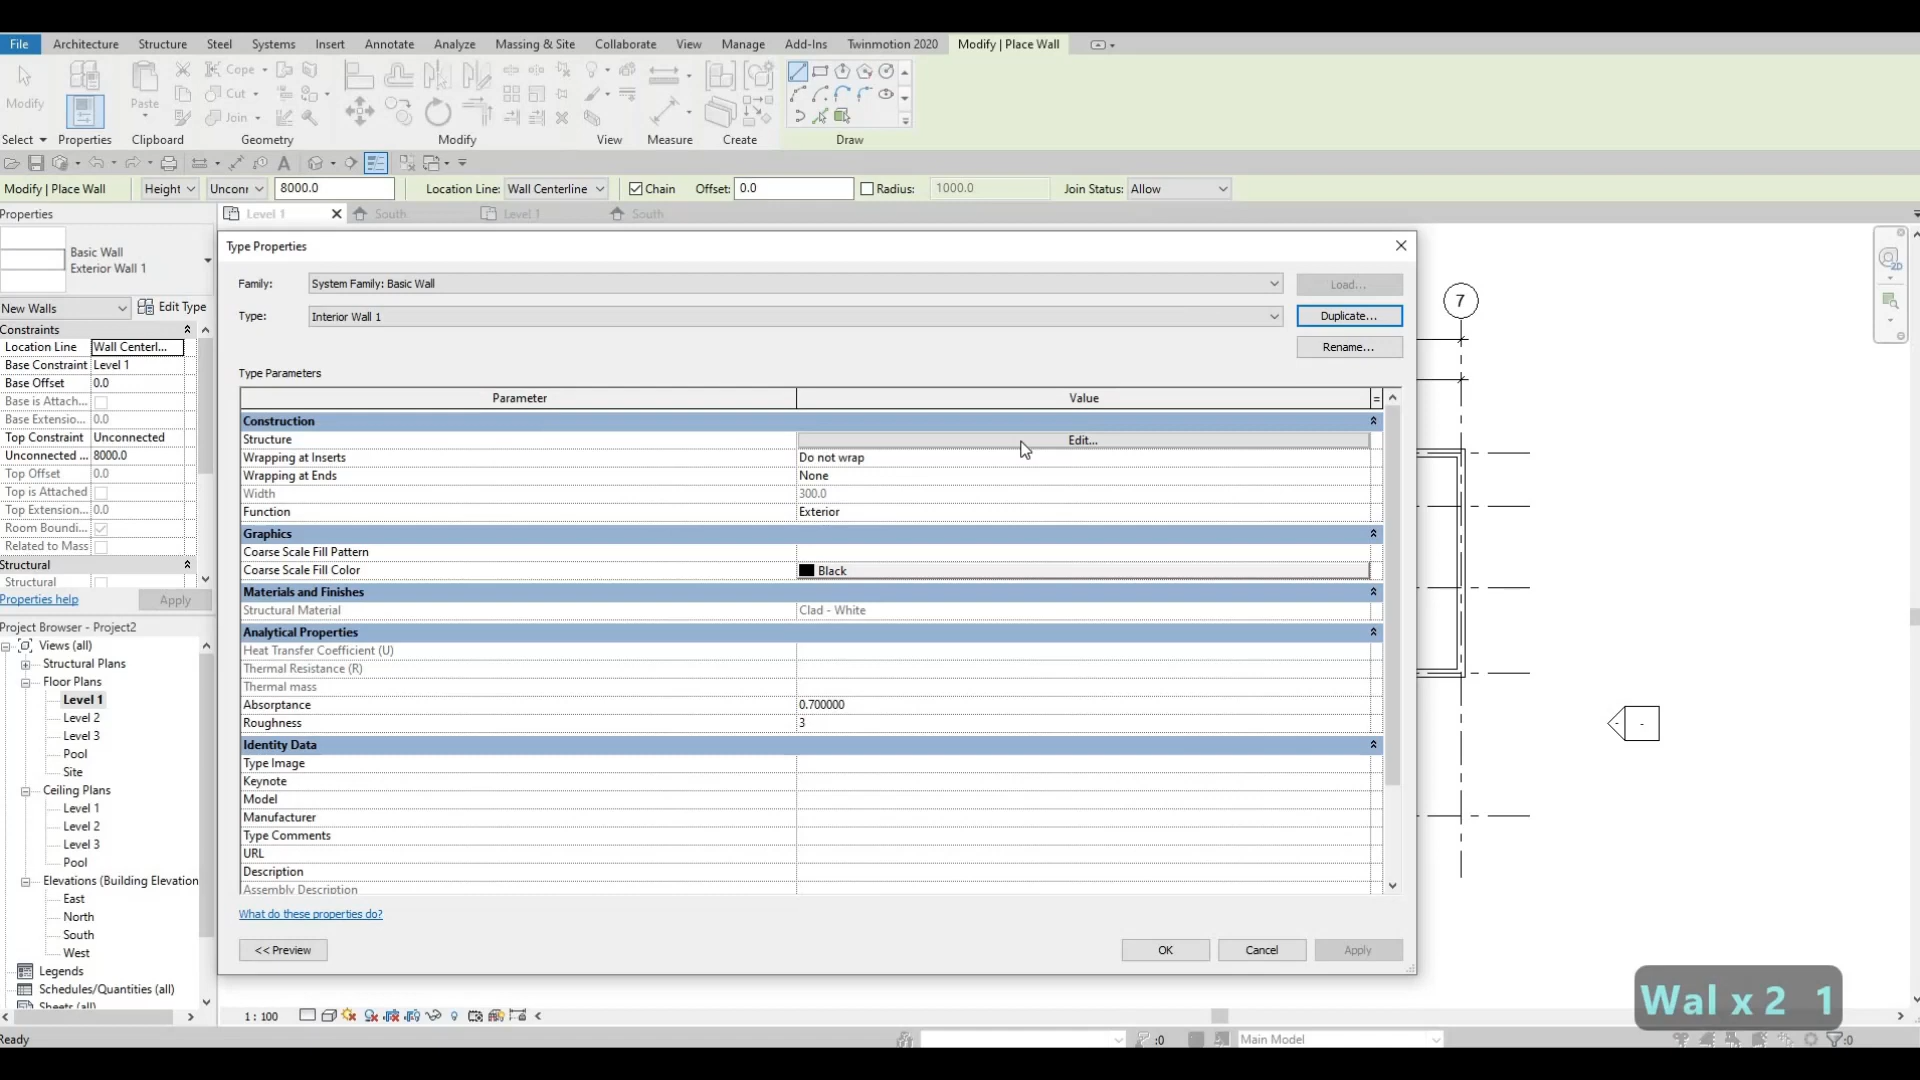 File Architecture Structure Steel Systems Insert Annotate Analyze Massing & Site Collaborate View Manage Add-Ins Twinmotion 2020 Modify | Place Wall
Modify Paste Cope
Cut
Join
Select Properties Clipboard Geometry Modify View Measure Create Draw
Modify | Place Wall Height Unconr 8000.0 Location Line: Wall Centerline Chain Offset: 0.0 Radius: 1000.0 Join Status: Allow
Properties
Level 1 South Level 1 South
Basic Wall
Exterior Wall 1
New Walls Edit Type
Constraints
Location Line Wall Centerl...
Base Constraint Level 1
Base Offset 0.0
Base is Attach...
Base Extensio... 0.0
Top Constraint Unconnected
Unconnected ... 8000.0
Top Offset 0.0
Top is Attached
Top Extension... 0.0
Room Boundi...
Related to Mass
Structural
Structural
Properties help Apply
Project Browser - Project2
Views (all)
Structural Plans
Floor Plans
Level 1
Level 2
Level 3
Pool
Site
Ceiling Plans
Level 1
Level 2
Level 3
Pool
Elevations (Building Elevation
East
North
South
West
Legends
Schedules/Quantities (all)
Sheets (all)
Type Properties
Family: System Family: Basic Wall Load...
Type: Interior Wall 1 Duplicate...
Rename...
Type Parameters
Parameter Value =
Construction
Structure Edit...
Wrapping at Inserts Do not wrap
Wrapping at Ends None
Width 300.0
Function Exterior
Graphics
Coarse Scale Fill Pattern
Coarse Scale Fill Color Black
Materials and Finishes
Structural Material Clad - White
Analytical Properties
Heat Transfer Coefficient (U)
Thermal Resistance (R)
Thermal mass
Absorptance 0.700000
Roughness 3
Identity Data
Type Image
Keynote
Model
Manufacturer
Type Comments
URL
Description
Assembly Description
What do these properties do?
<< Preview OK Cancel Apply
7
2D
1 : 100
Wal x 2 1
Ready :0 Main Model :0